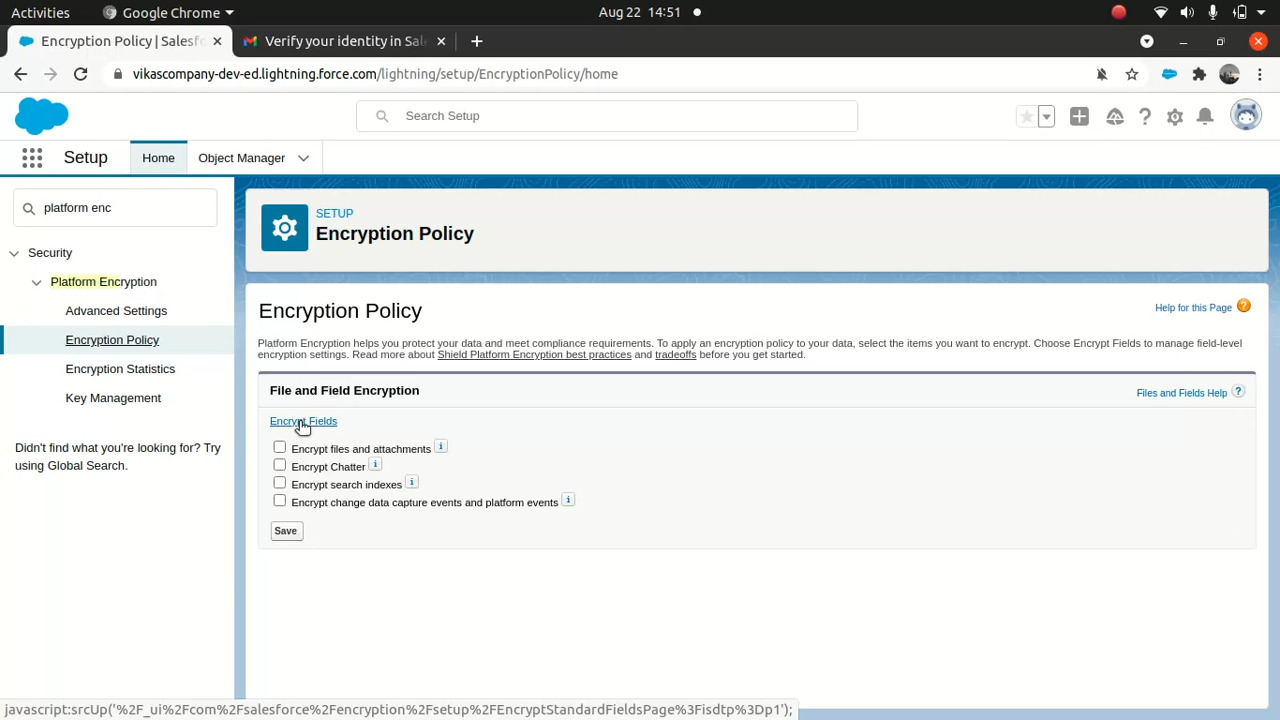 Activities
Google Chrome
Aug 22 14:51
Encryption Policy | Salesf
Verify your identity in Sal
vikascompany-dev-ed.lightning.force.com/lightning/setup/EncryptionPolicy/home
Search Setup
Setup
Home
Object Manager
platform enc
Security
Platform Encryption
Advanced Settings
Encryption Policy
Encryption Statistics
Key Management
Didn't find what you're looking for? Try
using Global Search.
SETUP
Encryption Policy
Encryption Policy
Help for this Page
Platform Encryption helps you protect your data and meet compliance requirements. To apply an encryption policy to your data, select the items you want to encrypt. Choose Encrypt Fields to manage field-level
encryption settings. Read more about Shield Platform Encryption best practices and tradeoffs before you get started.
File and Field Encryption
Files and Fields Help
Encrypt Fields
Encrypt files and attachments
Encrypt Chatter
Encrypt search indexes
Encrypt change data capture events and platform events
Save
javascript:srcUp('%2F_ui%2Fcom%2Fsalesforce%2Fencryption%2Fsetup%2FEncryptStandardFieldsPage%3Fisdtp%3Dp1');